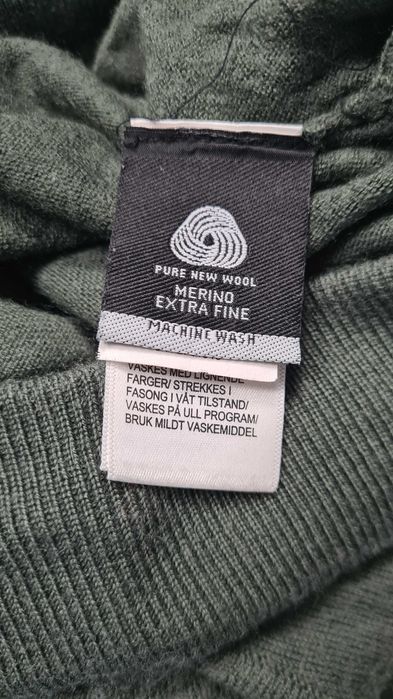 PURE NEW WOOL
MERINO
EXTRA FINE
MACHINE WASH
VASKES MED LIGNENDE
FARGER/ STREKKES I
FASONG I VÅT TILSTAND/
VASKES PÅ ULL PROGRAM/
BRUK MILDT VASKEMIDDEL